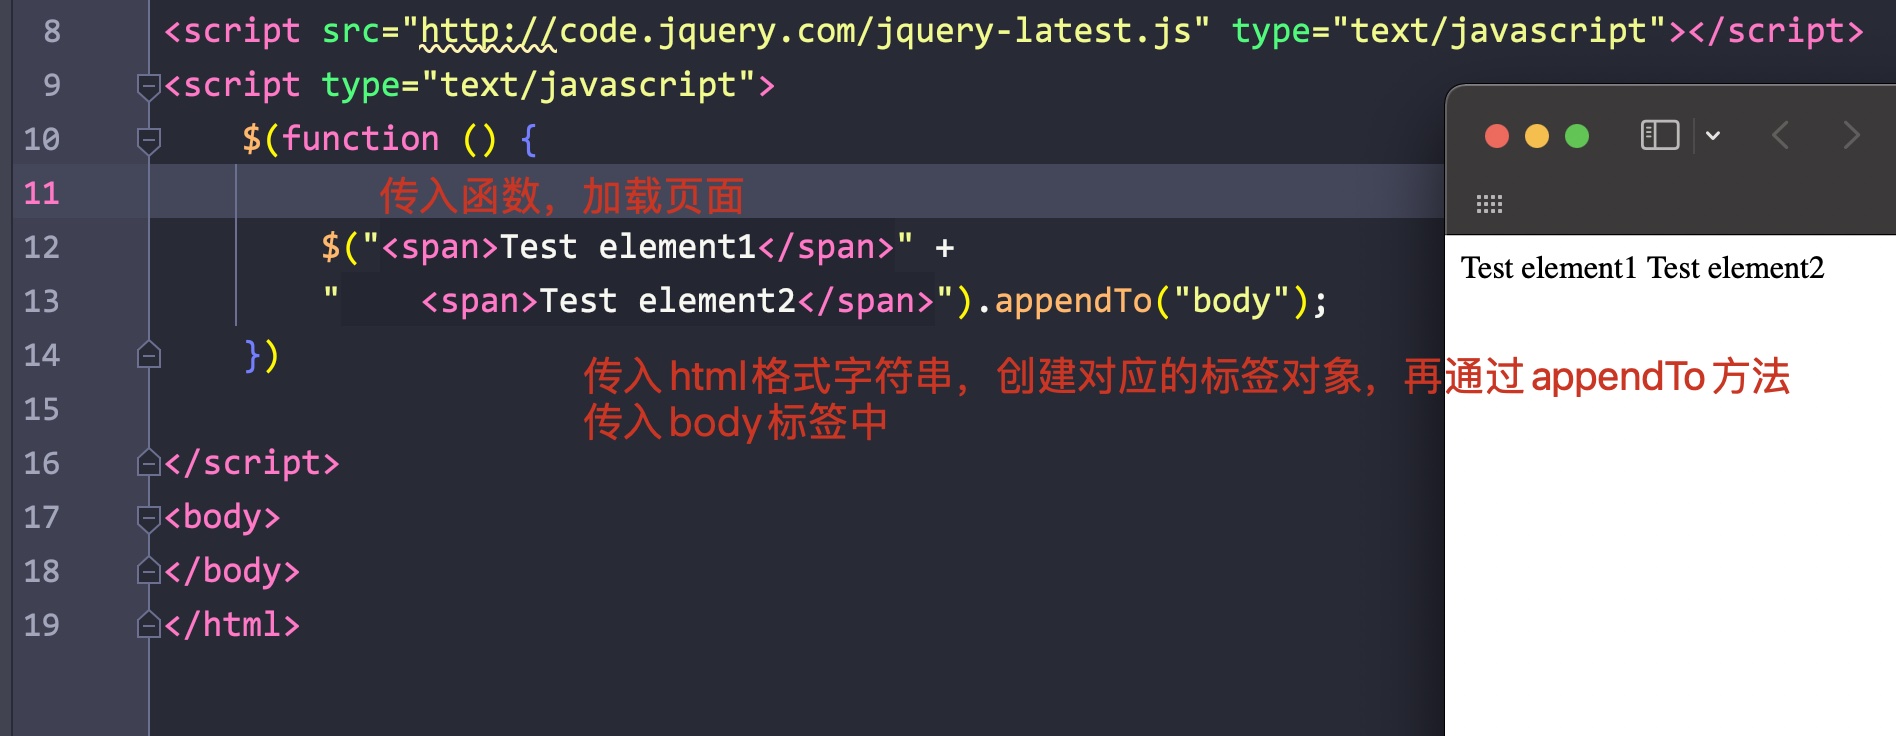 8 <script src="http://code.jquery.com/jquery-latest.js" type="text/javascript"></script>
9 <script type="text/javascript">
10 $(function () {
11 传入函数，加载页面
12 $("<span>Test element1</span>" +
13 " <span>Test element2</span>").appendTo("body");
14 })
传入html格式字符串，创建对应的标签对象，再通过appendTo方法
15
传入body标签中
16 </script>
17 <body>
18 </body>
19 </html>
Test element1 Test element2